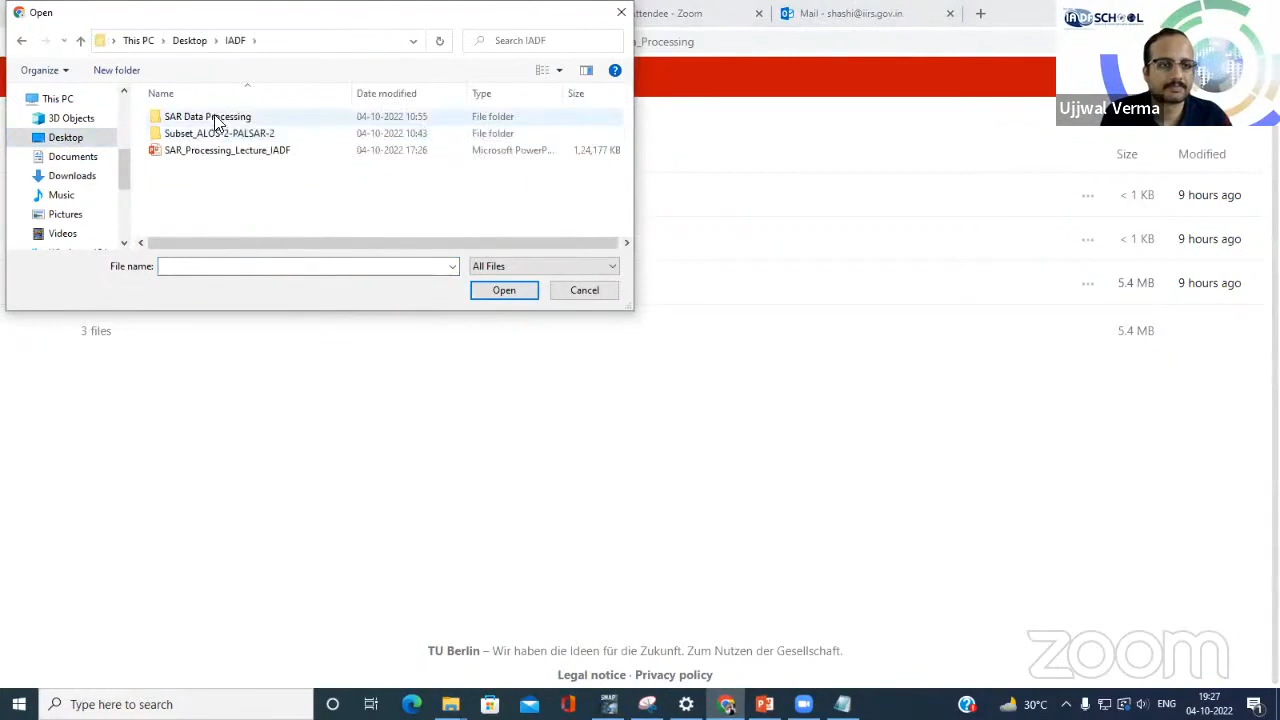 Open
Attendee - Zoom
Mail - shashi@iirs.gov.in
This PC > Desktop > IADF >
Search IADF
a_Processing
Organize
New folder
Name
Date modified
Type
Size
This PC
3D Objects
Desktop
Documents
Downloads
Music
Pictures
Videos
SAR Data Processing 04-10-2022 10:55 File folder
Subset_ALOS-2-PALSAR-2 04-10-2022 10:43 File folder
SAR_Processing_Lecture_IADF 04-10-2022 17:26 Microsoft PowerP... 1,24,177 KB
File name:
All Files
Open
Cancel
IADFSCHOOL
Ujjwal Verma
Size Modified
< 1 KB 9 hours ago
< 1 KB 9 hours ago
5.4 MB 9 hours ago
3 files 5.4 MB
TU Berlin – Wir haben die Ideen für die Zukunft. Zum Nutzen der Gesellschaft.
Legal notice · Privacy policy
zoom
Type here to search
SNAP
30°C
ENG
19:27
04-10-2022
1